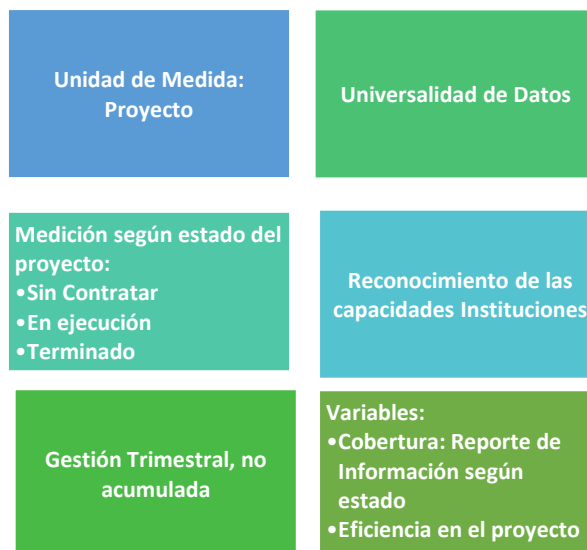 Unidad de Medida:
Proyecto
Universalidad de Datos
Medición según estado del
proyecto:
•Sin Contratar
•En ejecución
•Terminado
Reconocimiento de las
capacidades Instituciones
Gestión Trimestral, no
acumulada
Variables:
•Cobertura: Reporte de
Información según
estado
•Eficiencia en el proyecto